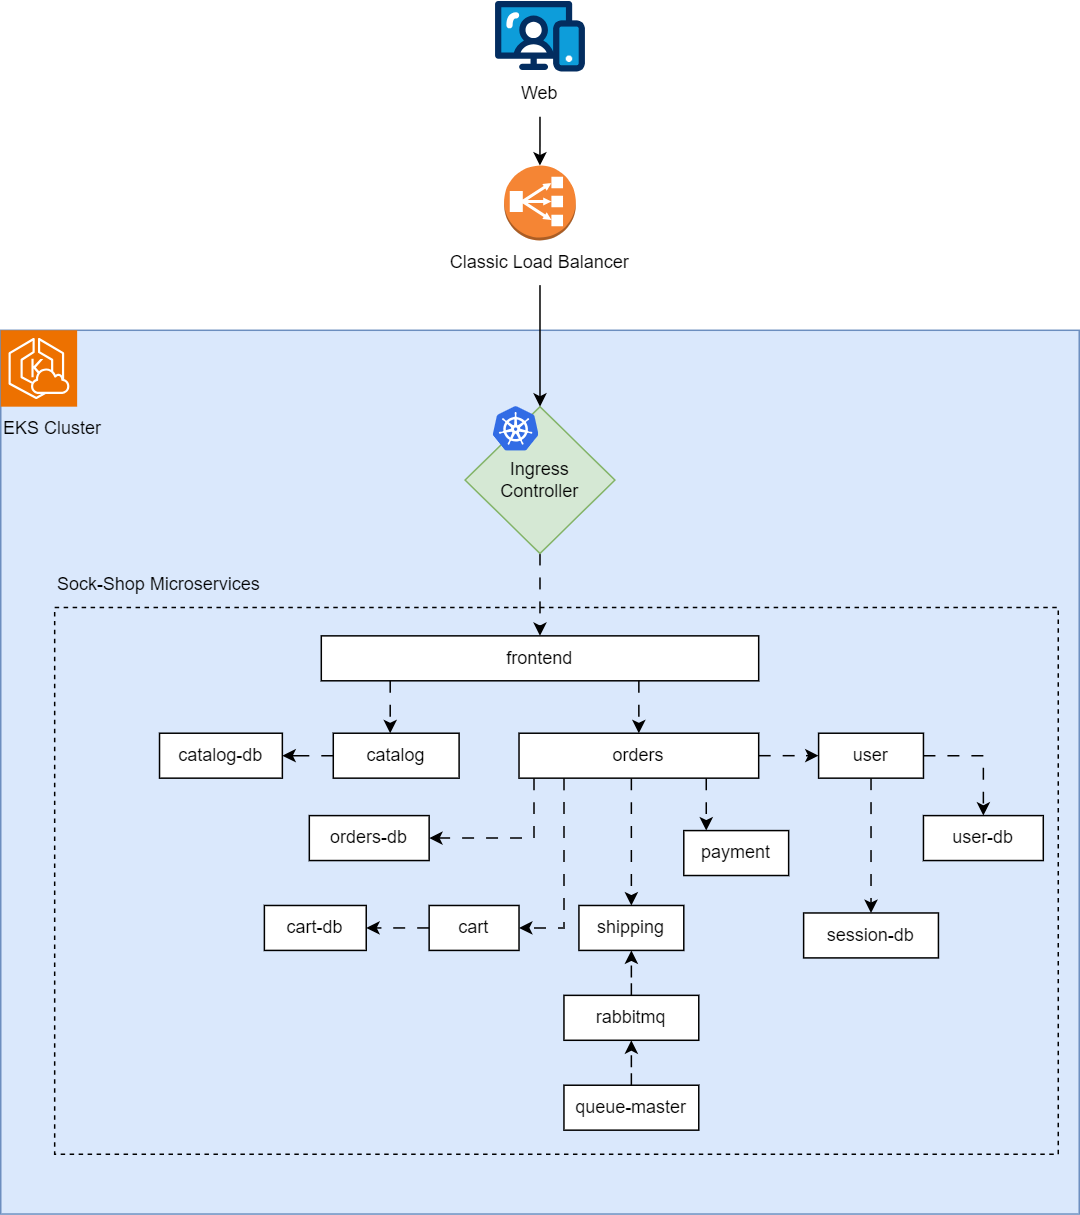 Web
Classic Load Balancer
K
EKS Cluster
Ingress
Controller
Sock-Shop Microservices
frontend
catalog-db
catalog
orders
user
orders-db
payment
user-db
cart-db
cart
shipping
session-db
rabbitmq
queue-master